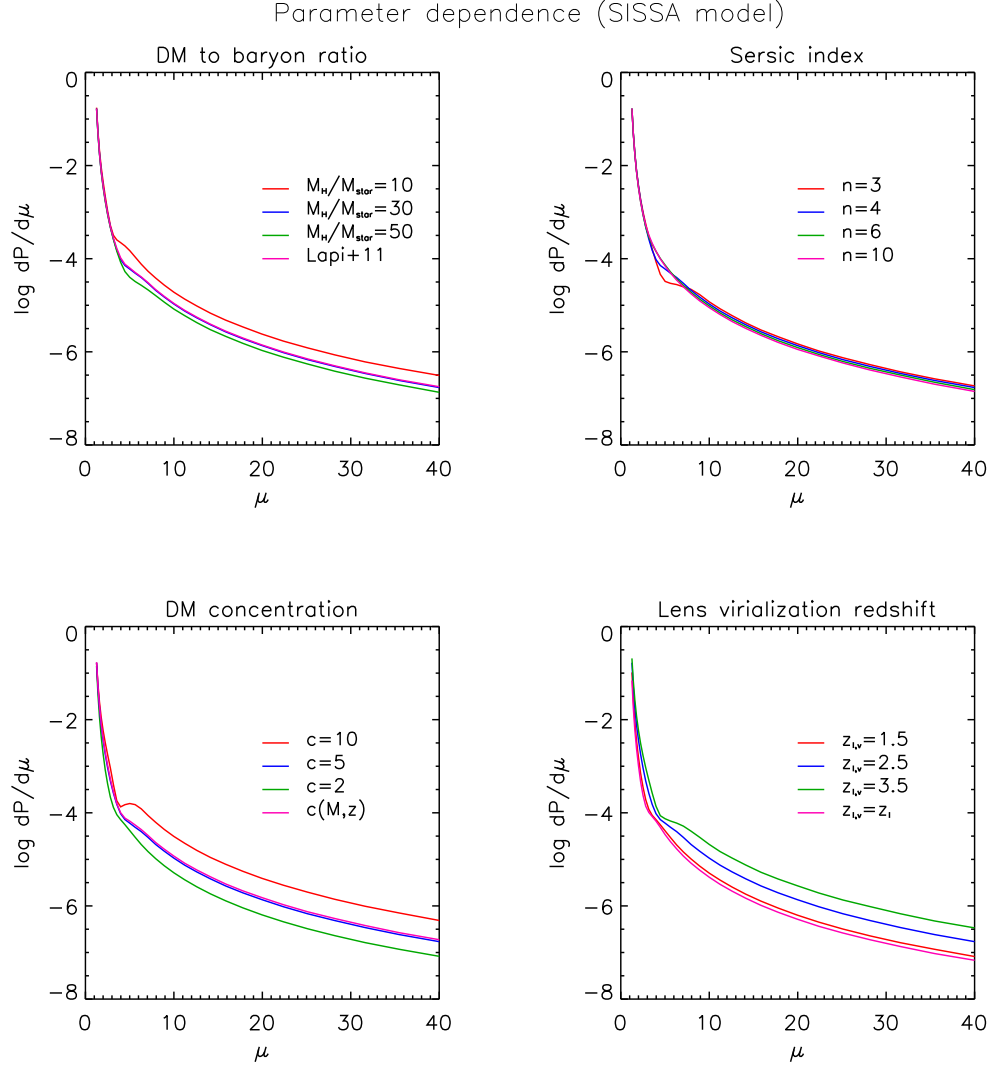 Parameter dependence (SISSA model)
DM to baryon ratio
log dP/dμ
0
−2
−4
−6
−8
M_H/M_star=10
M_H/M_star=30
M_H/M_star=50
Lapi+11
0 10 20 30 40
μ
Sersic index
log dP/dμ
0
−2
−4
−6
−8
n=3
n=4
n=6
n=10
0 10 20 30 40
μ
DM concentration
log dP/dμ
0
−2
−4
−6
−8
c=10
c=5
c=2
c(M,z)
0 10 20 30 40
μ
Lens virialization redshift
log dP/dμ
0
−2
−4
−6
−8
z_l,v=1.5
z_l,v=2.5
z_l,v=3.5
z_l,v=z_l
0 10 20 30 40
μ